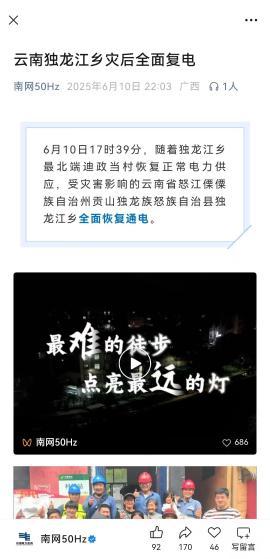 云南独龙江乡灾后全面复电
南网50Hz 2025年6月10日 22:03 广西 1人
6月10日17时39分，随着独龙江乡
最北端迪政当村恢复正常电力供
应，受灾害影响的云南省怒江傈僳
族自治州贡山独龙族怒族自治县独
龙江乡全面恢复通电。
最难的徒步
点亮最远的灯
南网50Hz 686
南网50Hz 92 170 46 写留言